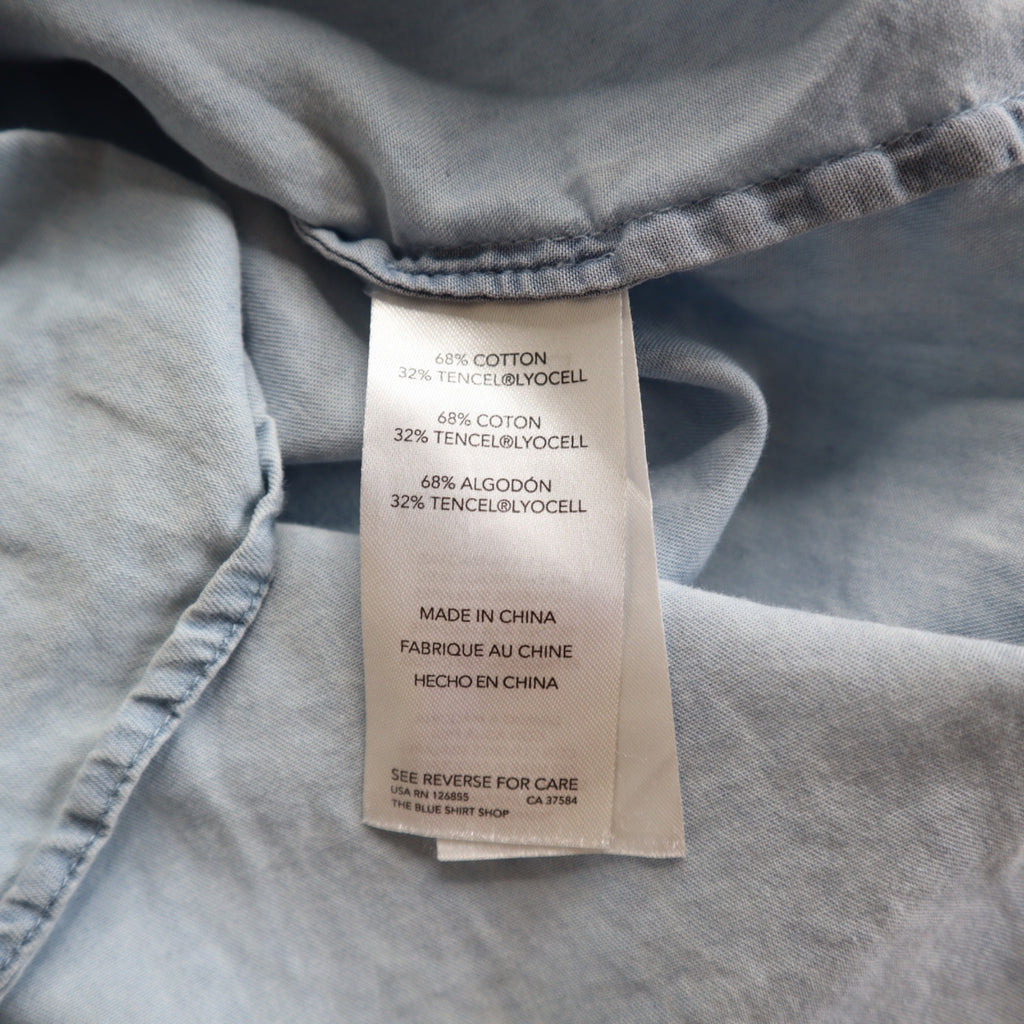 68% COTTON
32% TENCEL®LYOCELL
68% COTON
32% TENCEL®LYOCELL
68% ALGODÓN
32% TENCEL®LYOCELL
MADE IN CHINA
FABRIQUE AU CHINE
HECHO EN CHINA
SEE REVERSE FOR CARE
USA RN 126855 CA 37584
THE BLUE SHIRT SHOP